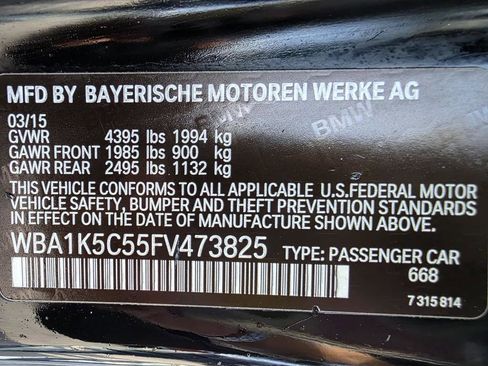 MFD BY BAYERISCHE MOTOREN WERKE AG
03/15
GVWR 4395 lbs 1994 kg
GAWR FRONT 1985 lbs 900 kg
GAWR REAR 2495 lbs 1132 kg
THIS VEHICLE CONFORMS TO ALL APPLICABLE U.S.FEDERAL MOTOR
VEHICLE SAFETY, BUMPER AND THEFT PREVENTION STANDARDS
IN EFFECT ON THE DATE OF MANUFACTURE SHOWN ABOVE
WBA1K5C55FV473825 TYPE: PASSENGER CAR
668
7 315 814
BMW